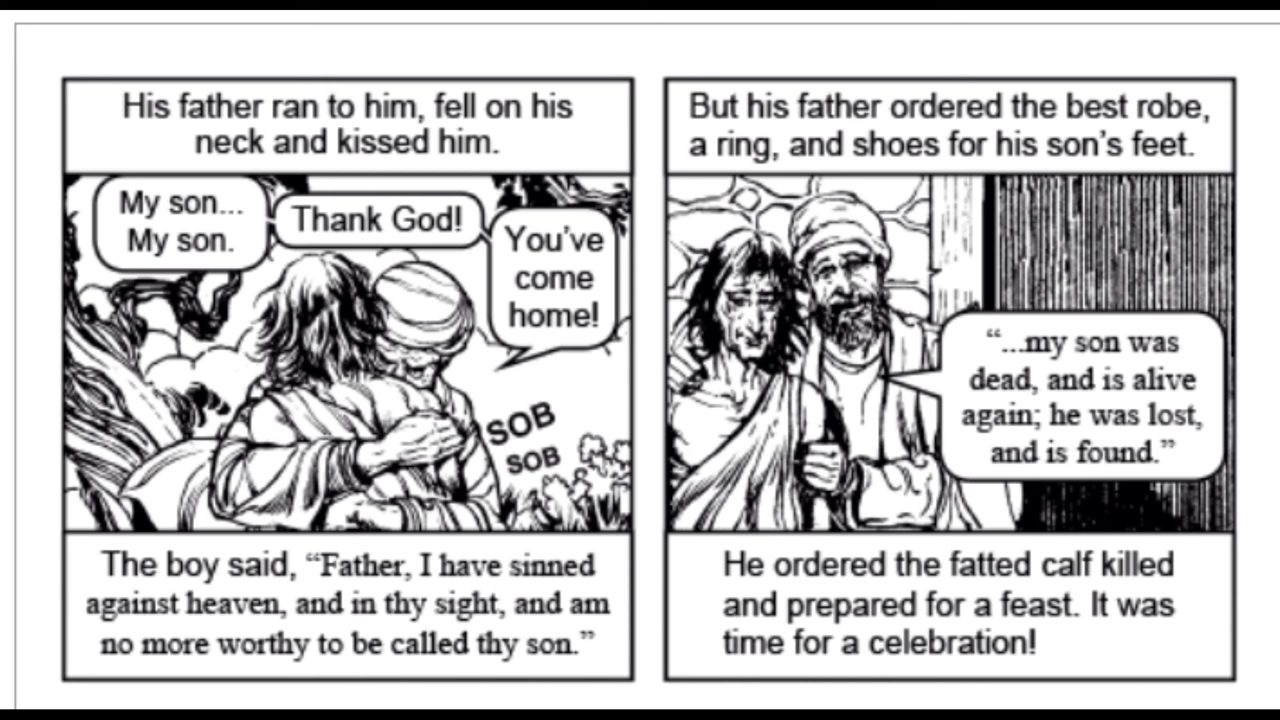 His father ran to him, fell on his
neck and kissed him.
My son...
My son.
Thank God!
You've
come
home!
SOB
SOB
The boy said, “Father, I have sinned
against heaven, and in thy sight, and am
no more worthy to be called thy son.”
But his father ordered the best robe,
a ring, and shoes for his son's feet.
“...my son was
dead, and is alive
again; he was lost,
and is found.”
He ordered the fatted calf killed
and prepared for a feast. It was
time for a celebration!